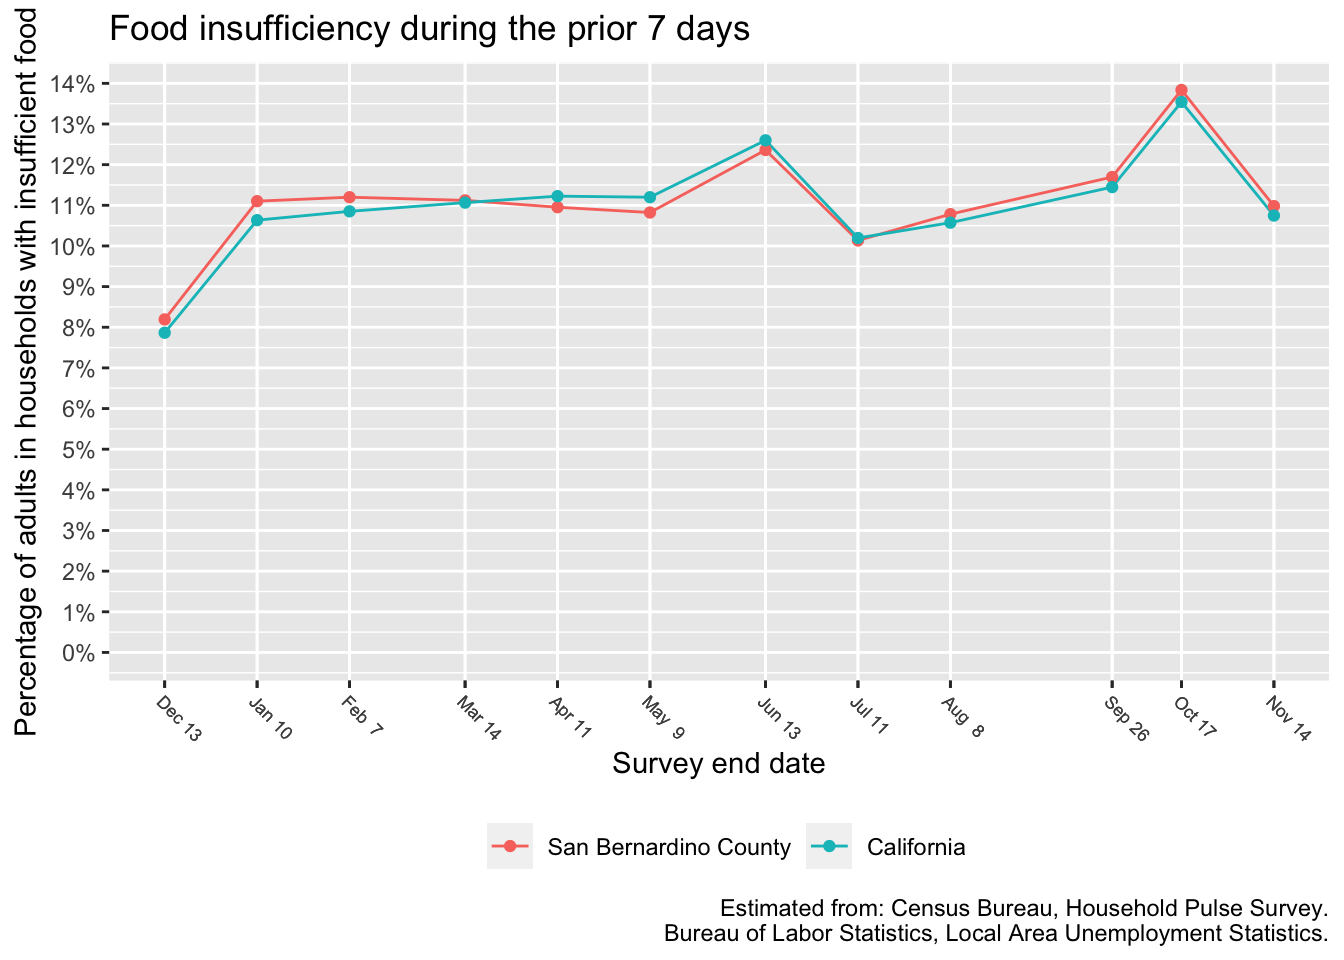 Food insufficiency during the prior 7 days
Percentage of adults in households with insufficient food
14%
13%
12%
11%
10%
9%
8%
7%
6%
5%
4%
3%
2%
1%
0%
Dec 13
Jan 10
Feb 7
Mar 14
Apr 11
May 9
Jun 13
Jul 11
Aug 8
Sep 26
Oct 17
Nov 14
Survey end date
San Bernardino County
California
Estimated from: Census Bureau, Household Pulse Survey.
Bureau of Labor Statistics, Local Area Unemployment Statistics.